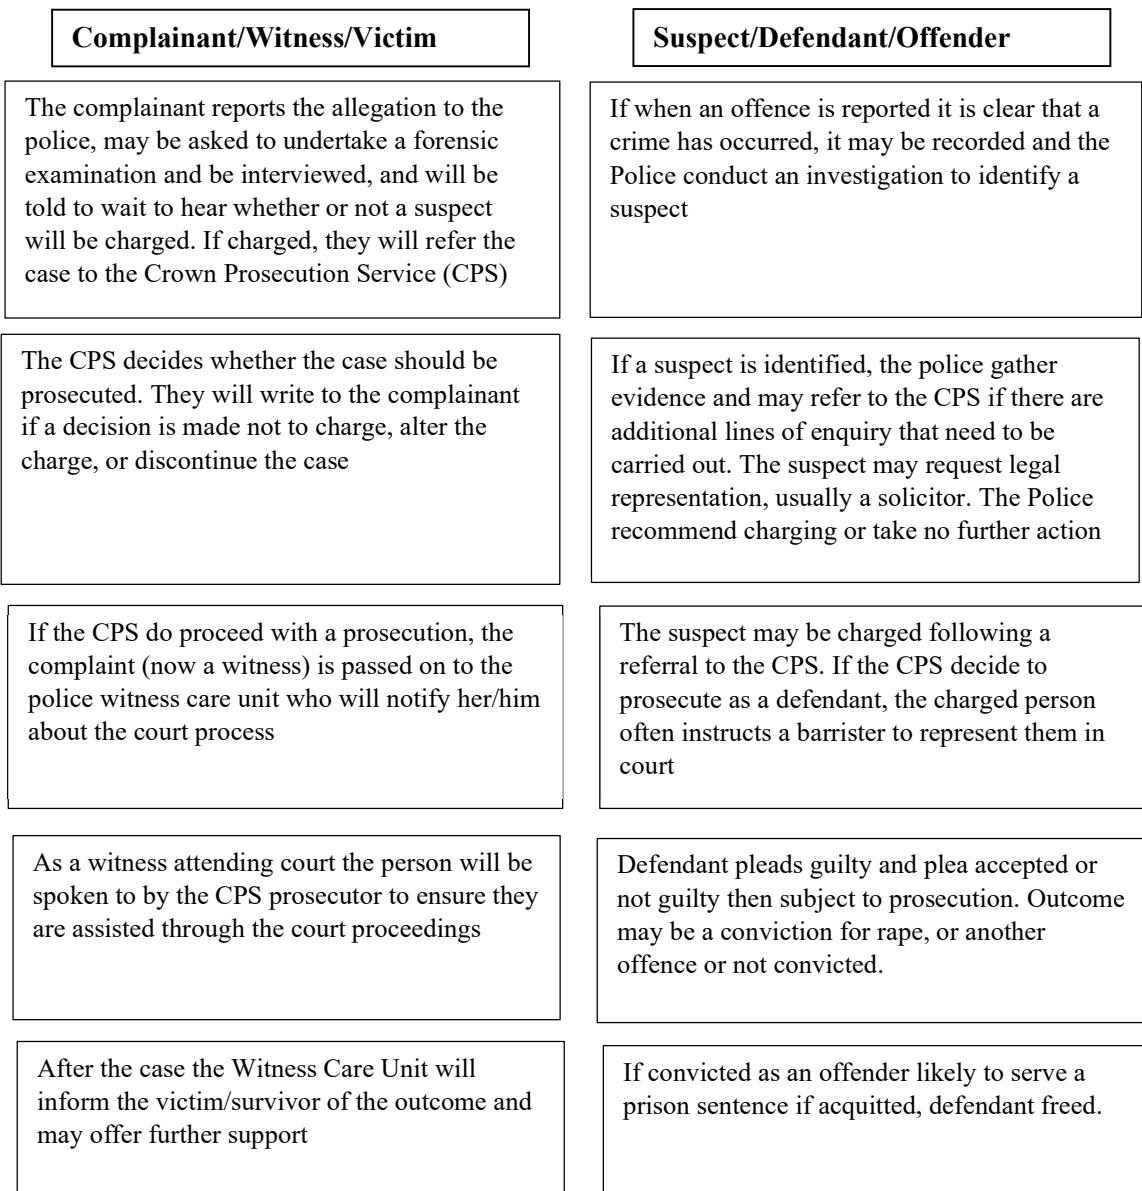 Complainant/Witness/Victim
Suspect/Defendant/Offender
The complainant reports the allegation to the
police, may be asked to undertake a forensic
examination and be interviewed, and will be
told to wait to hear whether or not a suspect
will be charged. If charged, they will refer the
case to the Crown Prosecution Service (CPS)
If when an offence is reported it is clear that a
crime has occurred, it may be recorded and the
Police conduct an investigation to identify a
suspect
The CPS decides whether the case should be
prosecuted. They will write to the complainant
if a decision is made not to charge, alter the
charge, or discontinue the case
If a suspect is identified, the police gather
evidence and may refer to the CPS if there are
additional lines of enquiry that need to be
carried out. The suspect may request legal
representation, usually a solicitor. The Police
recommend charging or take no further action
If the CPS do proceed with a prosecution, the
complaint (now a witness) is passed on to the
police witness care unit who will notify her/him
about the court process
The suspect may be charged following a
referral to the CPS. If the CPS decide to
prosecute as a defendant, the charged person
often instructs a barrister to represent them in
court
As a witness attending court the person will be
spoken to by the CPS prosecutor to ensure they
are assisted through the court proceedings
Defendant pleads guilty and plea accepted or
not guilty then subject to prosecution. Outcome
may be a conviction for rape, or another
offence or not convicted.
After the case the Witness Care Unit will
inform the victim/survivor of the outcome and
may offer further support
If convicted as an offender likely to serve a
prison sentence if acquitted, defendant freed.